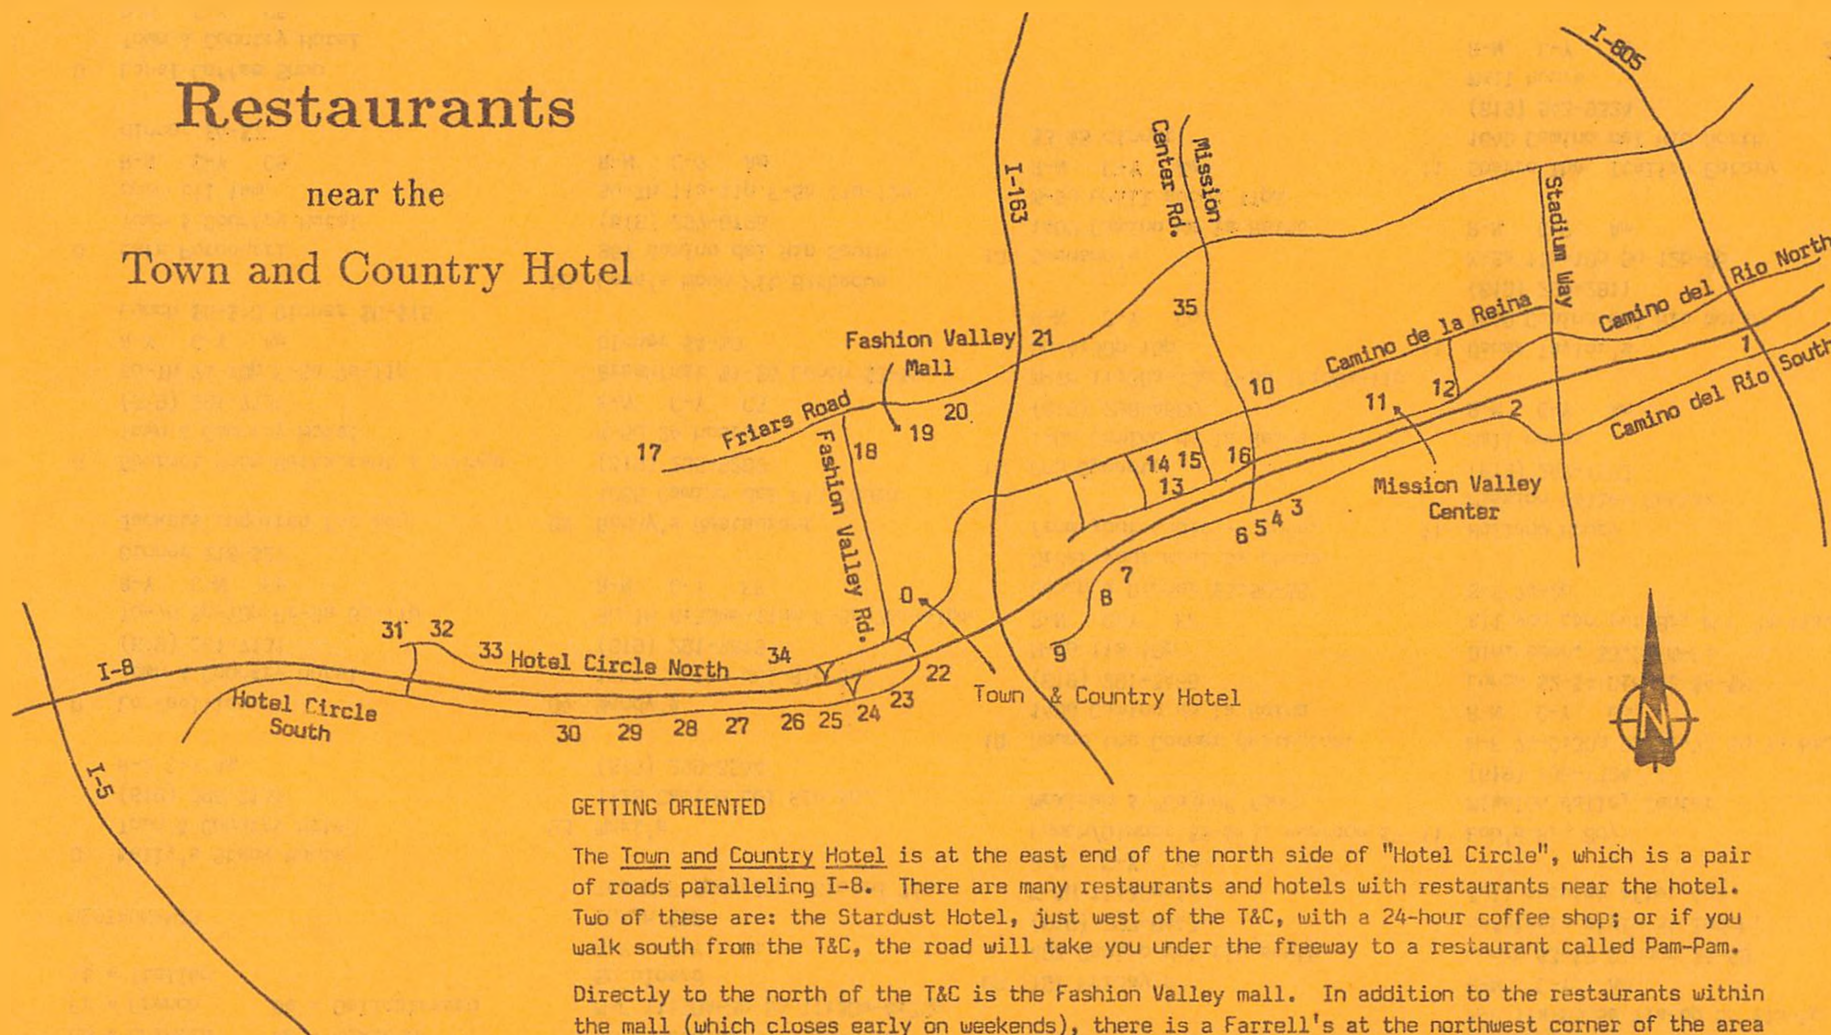 Restaurants
near the
Town and Country Hotel
I-805
I-163
Mission
Center Rd.
Stadium Way
Camino del Rio North
35
Camino de la Reina
1
Fashion Valley 21
Mall
Camino del Rio South
10
12
11
2
20
Friars Road
19
17
18
14 15 16
13
Mission Valley
Center
Fashion Valley Rd.
6 5 4 3
7
8
0
9
31 32
33 Hotel Circle North 34
22
I-8
Town & Country Hotel
23
Hotel Circle
South
30 29 28 27 26 25 24
N
I-5
GETTING ORIENTED
The Town and Country Hotel is at the east end of the north side of "Hotel Circle", which is a pair
of roads paralleling I-8. There are many restaurants and hotels with restaurants near the hotel.
Two of these are: the Stardust Hotel, just west of the T&C, with a 24-hour coffee shop; or if you
walk south from the T&C, the road will take you under the freeway to a restaurant called Pam-Pam.
Directly to the north of the T&C is the Fashion Valley mall. In addition to the restaurants within
the mall (which closes early on weekends), there is a Farrell's at the northwest corner of the area